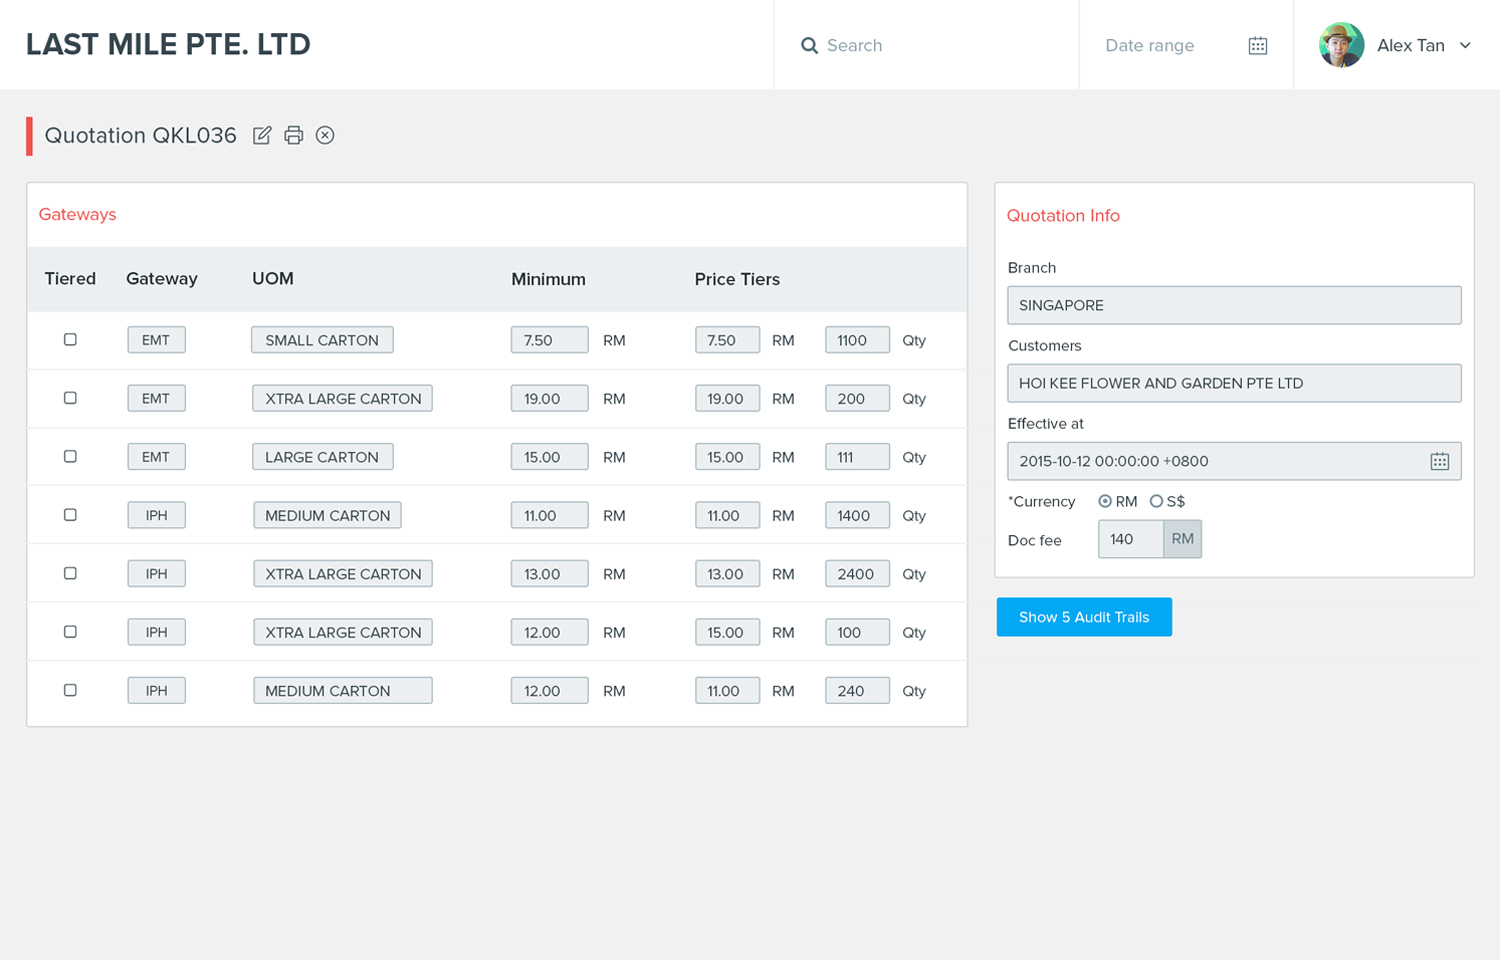 LAST MILE PTE. LTD
Search
Date range
Alex Tan
Quotation QKL036
Gateways
Tiered Gateway UOM Minimum Price Tiers
EMT SMALL CARTON 7.50 RM 7.50 RM 1100 Qty
EMT XTRA LARGE CARTON 19.00 RM 19.00 RM 200 Qty
EMT LARGE CARTON 15.00 RM 15.00 RM 111 Qty
IPH MEDIUM CARTON 11.00 RM 11.00 RM 1400 Qty
IPH XTRA LARGE CARTON 13.00 RM 13.00 RM 2400 Qty
IPH XTRA LARGE CARTON 12.00 RM 15.00 RM 100 Qty
IPH MEDIUM CARTON 12.00 RM 11.00 RM 240 Qty
Quotation Info
Branch
SINGAPORE
Customers
HOI KEE FLOWER AND GARDEN PTE LTD
Effective at
2015-10-12 00:00:00 +0800
*Currency RM S$
Doc fee 140 RM
Show 5 Audit Trails